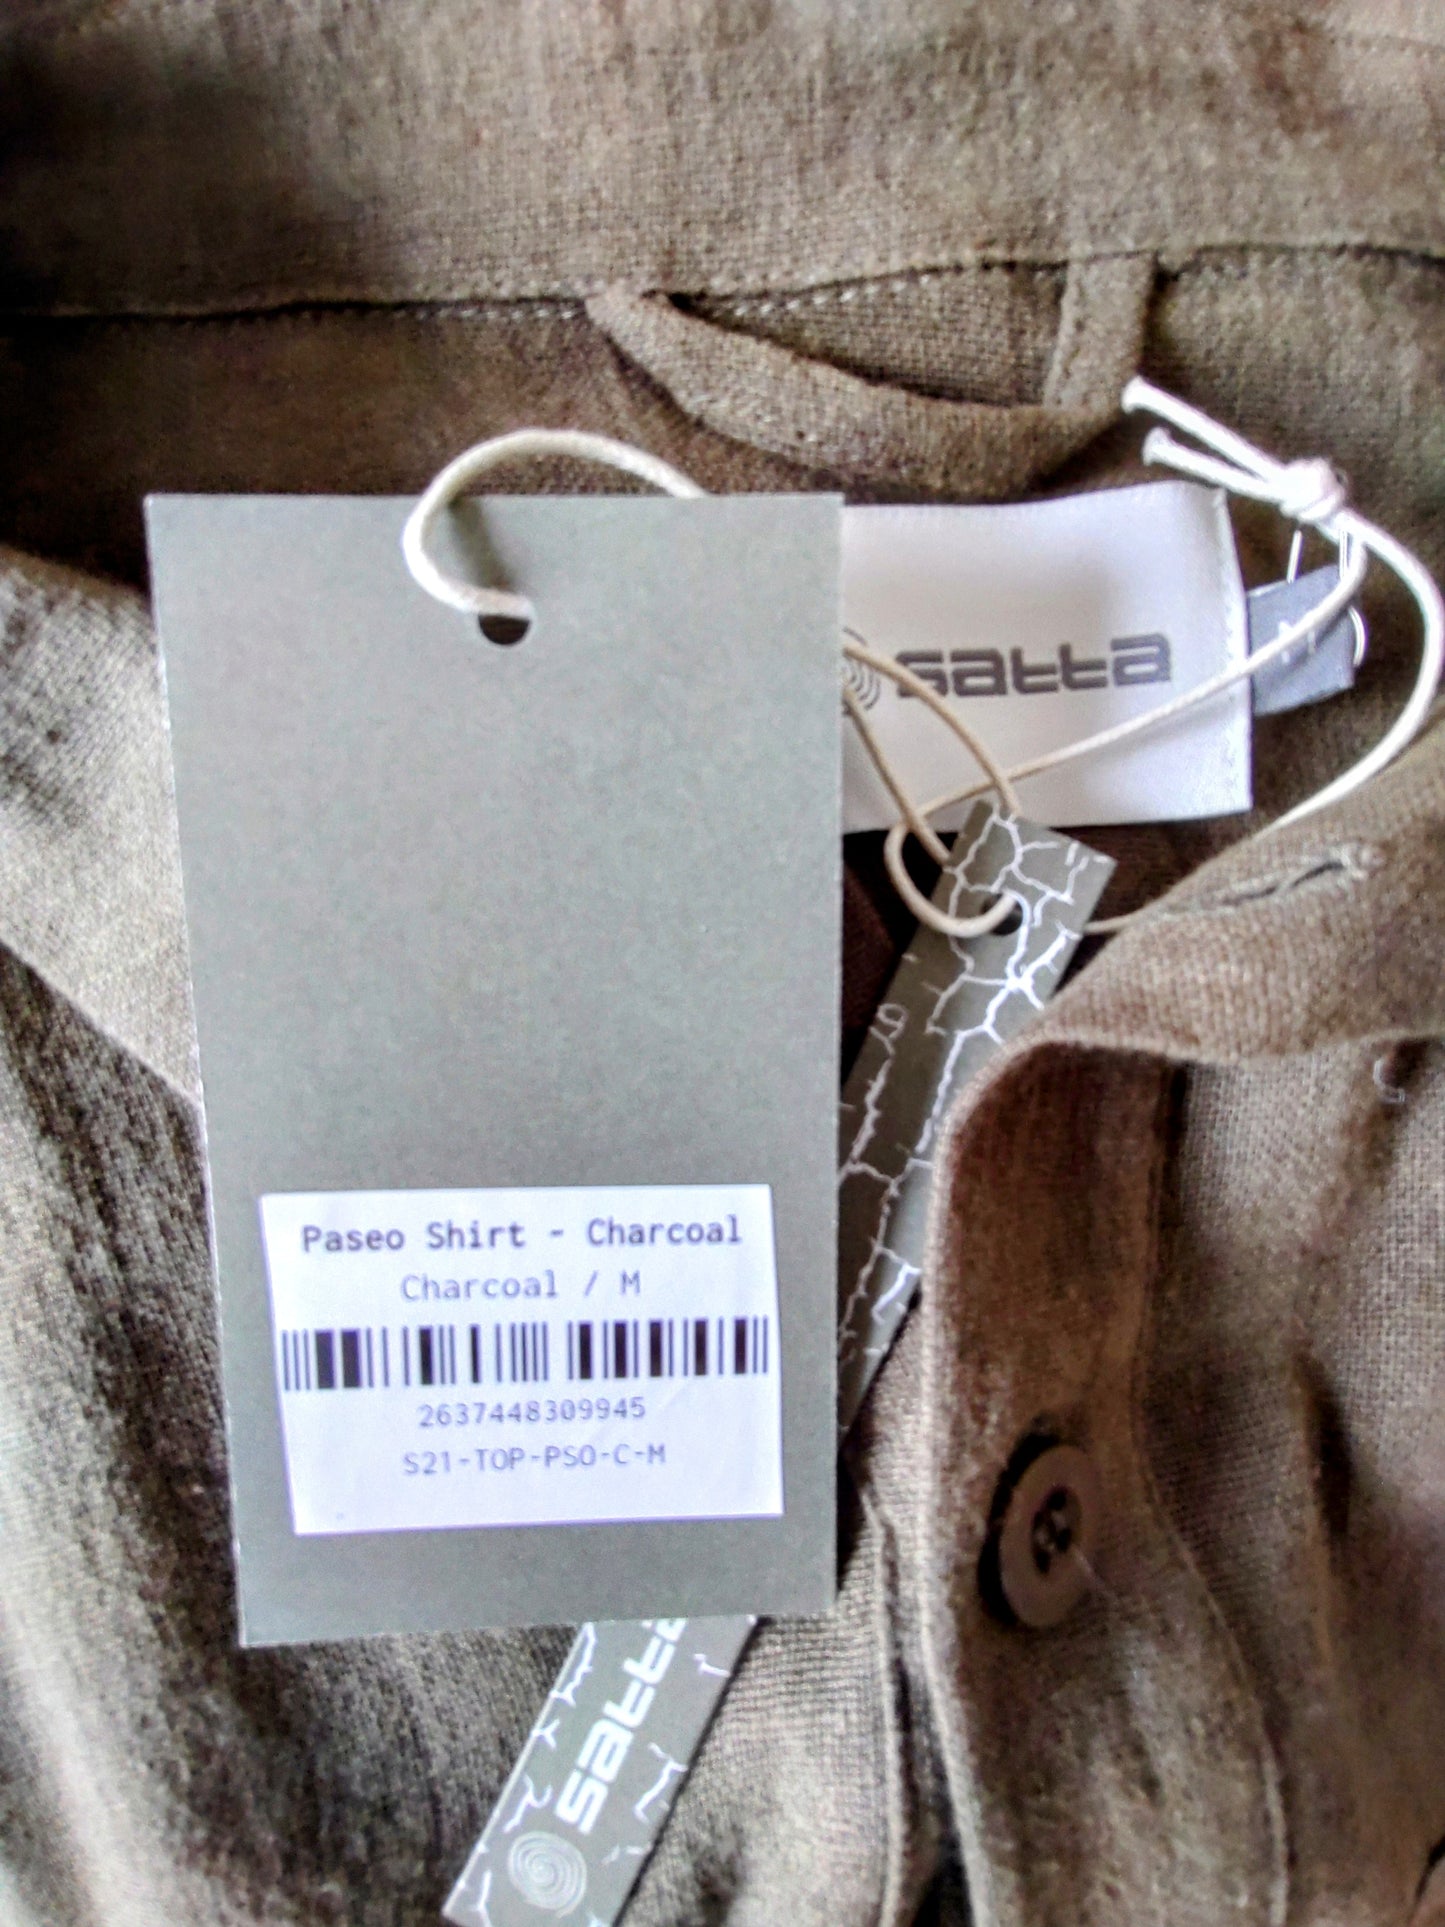 satta
M
Paseo Shirt - Charcoal
Charcoal / M
2637448309945
S21-TOP-PSO-C-M
satta